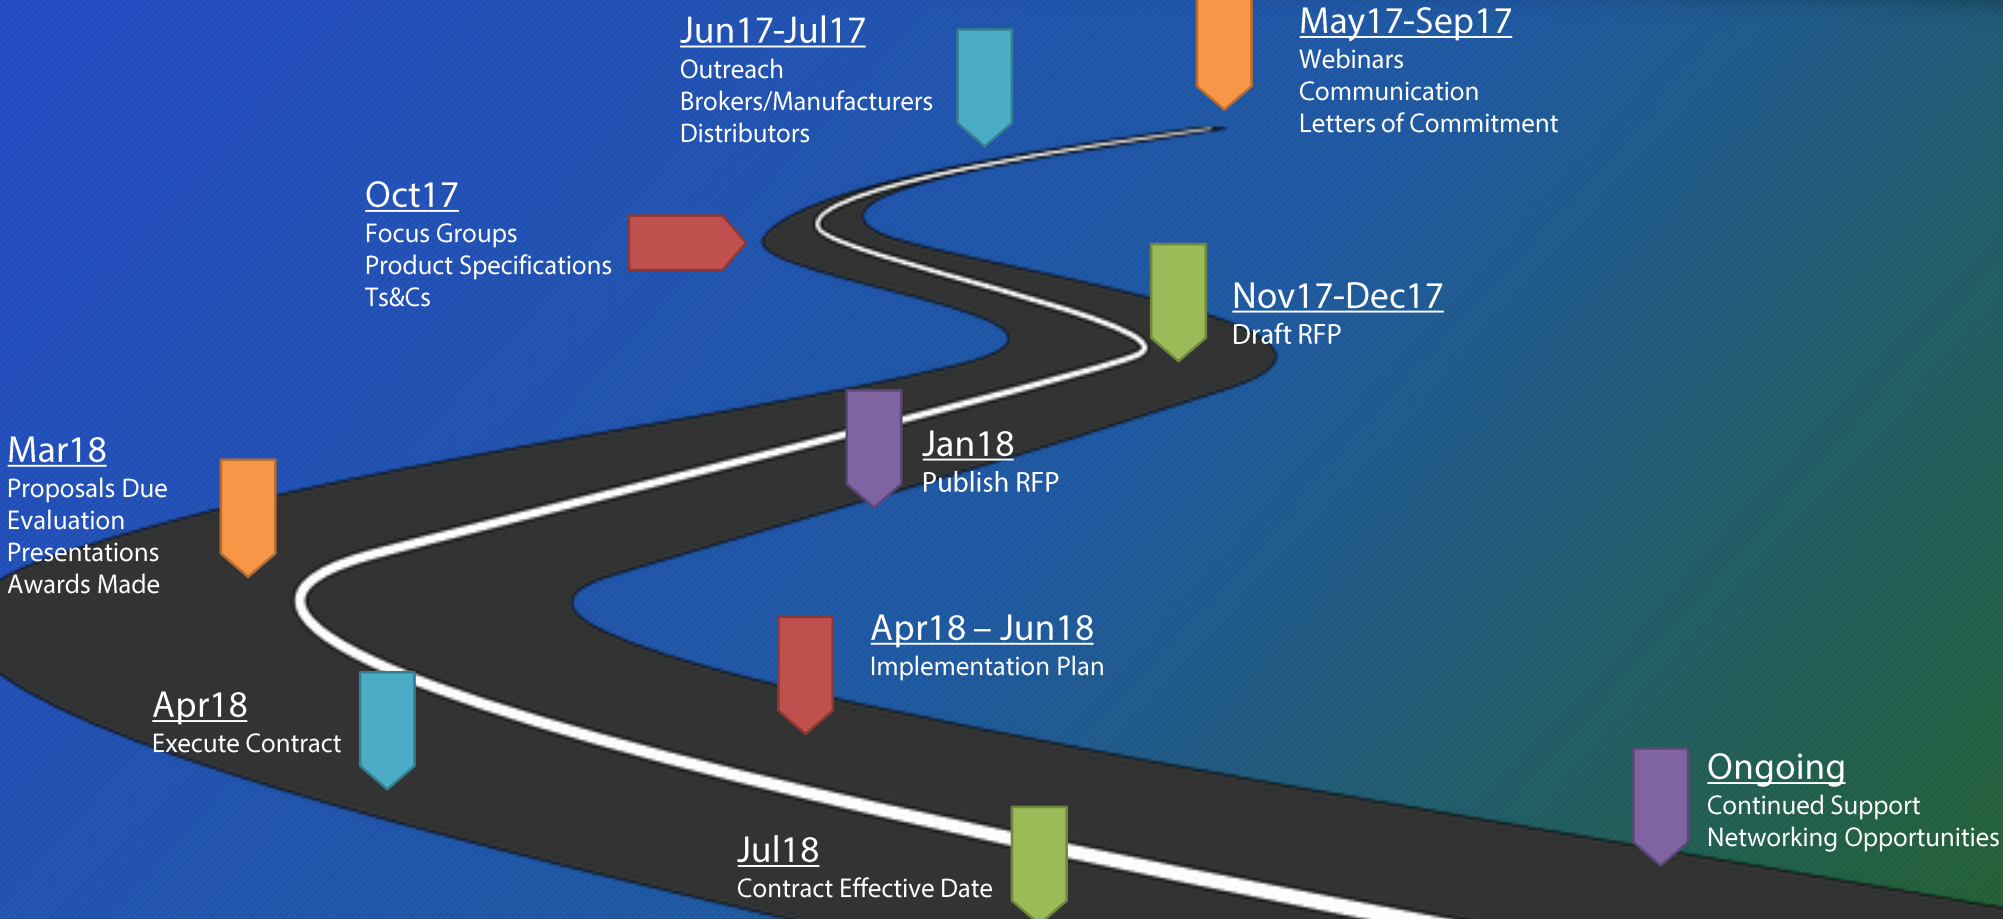 Jun17-Jul17
Outreach
Brokers/Manufacturers
Distributors
May17-Sep17
Webinars
Communication
Letters of Commitment
Oct17
Focus Groups
Product Specifications
Ts&Cs
Nov17-Dec17
Draft RFP
Jan18
Publish RFP
Mar18
Proposals Due
Evaluation
Presentations
Awards Made
Apr18 – Jun18
Implementation Plan
Apr18
Execute Contract
Ongoing
Continued Support
Networking Opportunities
Jul18
Contract Effective Date